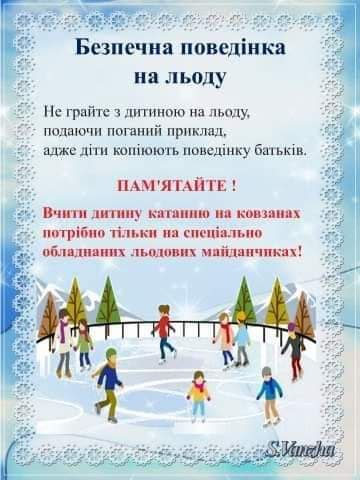 Безпечна поведінка
на льоду
Не грайте з дитиною на льоду,
подаючи поганий приклад,
адже діти копіюють поведінку батьків.
ПАМ'ЯТАЙТЕ !
Вчити дитину катанню на ковзанах
потрібно тільки на спеціально
обладнаних льодових майданчиках!
S.Vanzha